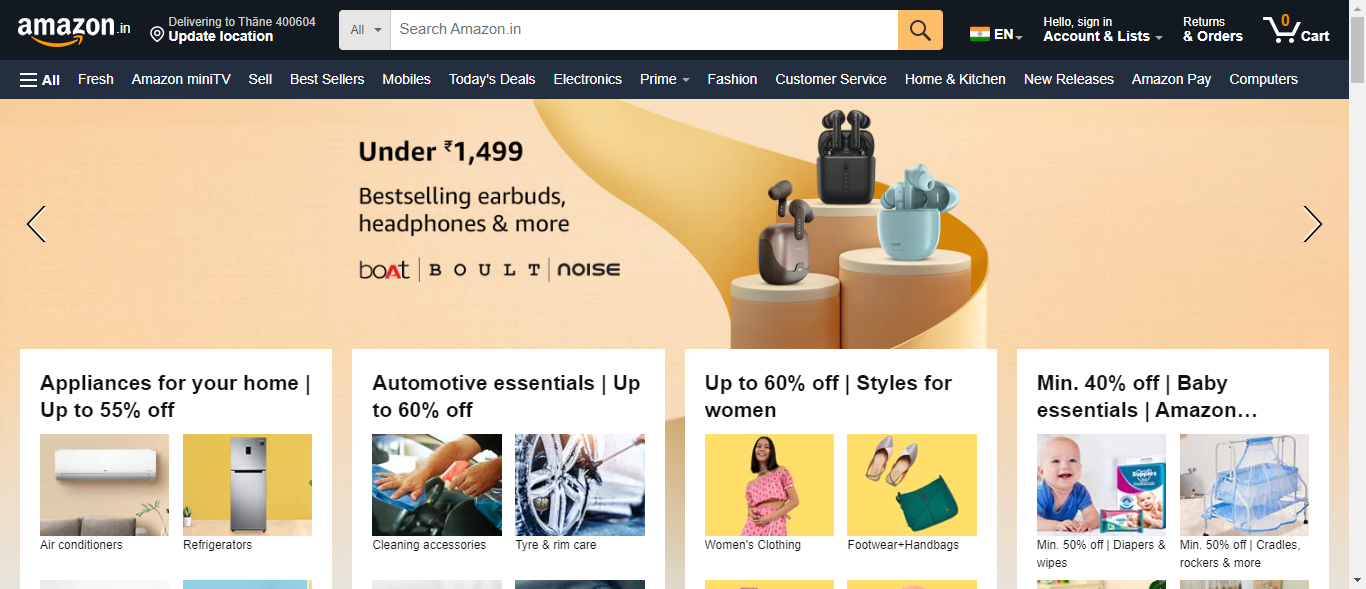 amazon.in
Delivering to Thāne 400604
Update location
All
Search Amazon.in
EN
Hello, sign in
Account & Lists
Returns
& Orders
0
Cart
All Fresh Amazon miniTV Sell Best Sellers Mobiles Today's Deals Electronics Prime Fashion Customer Service Home & Kitchen New Releases Amazon Pay Computers
Under ₹1,499
Bestselling earbuds,
headphones & more
boAt | BOULT | NOISE
Appliances for your home |
Up to 55% off
Air conditioners
Refrigerators
Automotive essentials | Up
to 60% off
Cleaning accessories
Tyre & rim care
Up to 60% off | Styles for
women
Women's Clothing
Footwear+Handbags
Min. 40% off | Baby
essentials | Amazon…
Min. 50% off | Diapers &
wipes
Min. 50% off | Cradles,
rockers & more